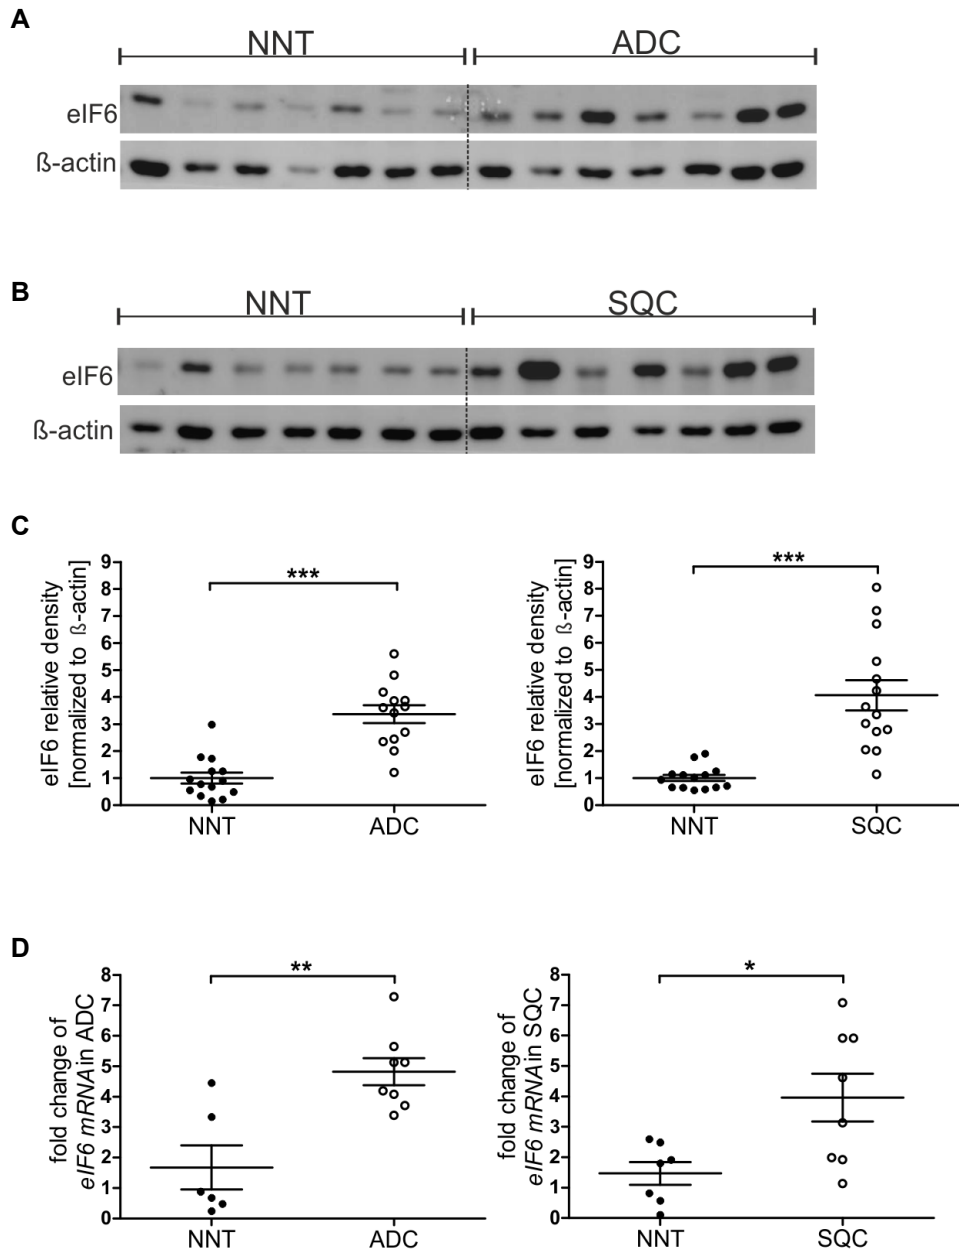 A
NNT ADC
eIF6
ß-actin
B
NNT SQC
eIF6
ß-actin
C
eIF6 relative density
[normalized to ß-actin]
9
8
7
6
5
4
3
2
1
0
***
NNT ADC
eIF6 relative density
[normalized to ß-actin]
9
8
7
6
5
4
3
2
1
0
***
NNT SQC
D
fold change of
eIF6 mRNA in ADC
8
7
6
5
4
3
2
1
0
**
NNT ADC
fold change of
eIF6 mRNA in SQC
8
7
6
5
4
3
2
1
0
*
NNT SQC